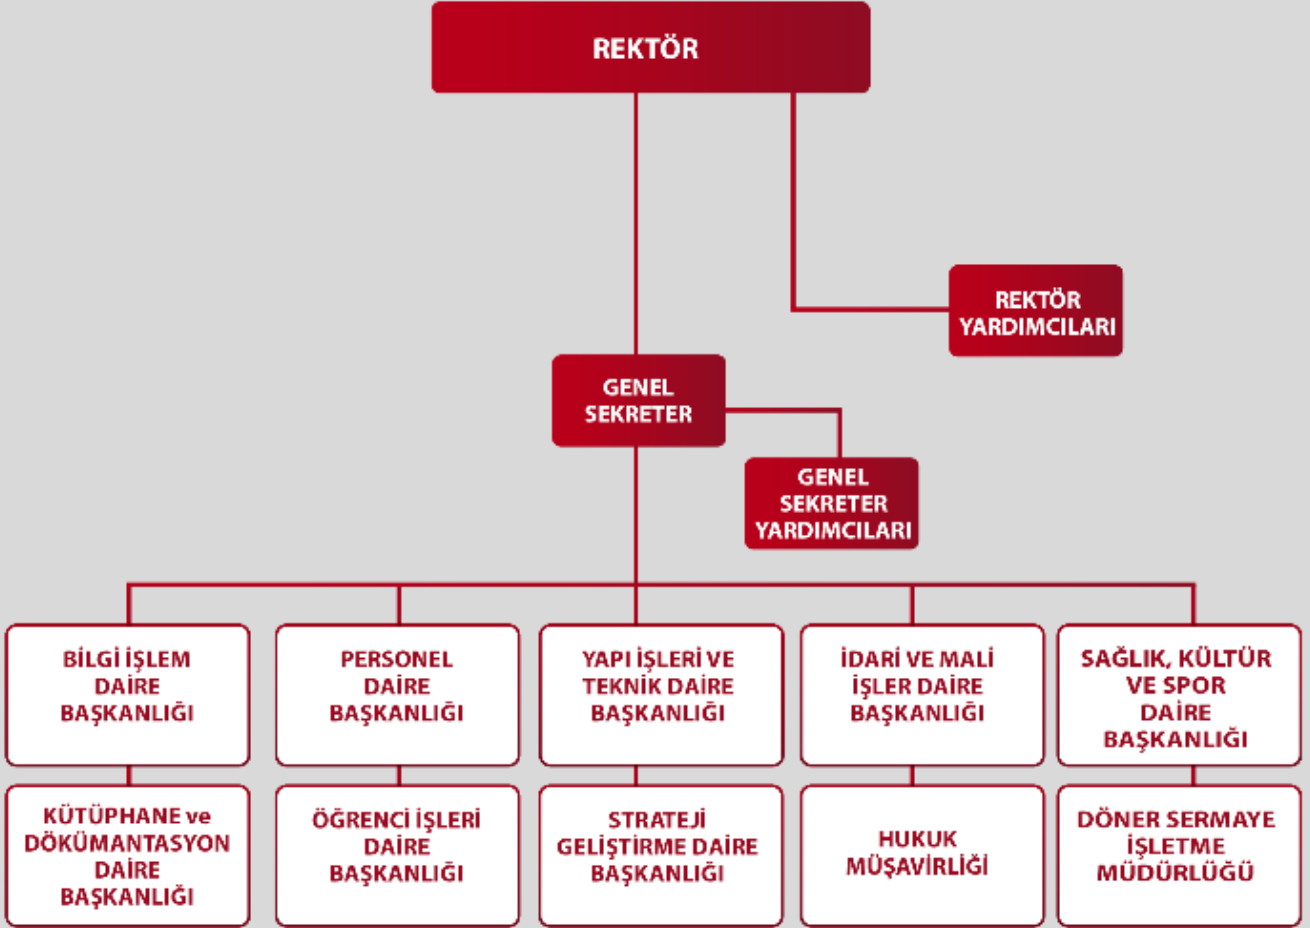 REKTÖR
REKTÖR
YARDIMCILARI
GENEL
SEKRETER
GENEL
SEKRETER
YARDIMCILARI
BİLGİ İŞLEM
DAİRE
BAŞKANLIĞI
PERSONEL
DAİRE
BAŞKANLIĞI
YAPI İŞLERİ VE
TEKNİK DAİRE
BAŞKANLIĞI
İDARİ VE MALİ
İŞLER DAİRE
BAŞKANLIĞI
SAĞLIK, KÜLTÜR
VE SPOR
DAİRE
BAŞKANLIĞI
KÜTÜPHANE ve
DÖKÜMANTASYON
DAİRE
BAŞKANLIĞI
ÖĞRENCİ İŞLERİ
DAİRE
BAŞKANLIĞI
STRATEJİ
GELİŞTİRME DAİRE
BAŞKANLIĞI
HUKUK
MÜŞAVİRLİĞİ
DÖNER SERMAYE
İŞLETME
MÜDÜRLÜĞÜ